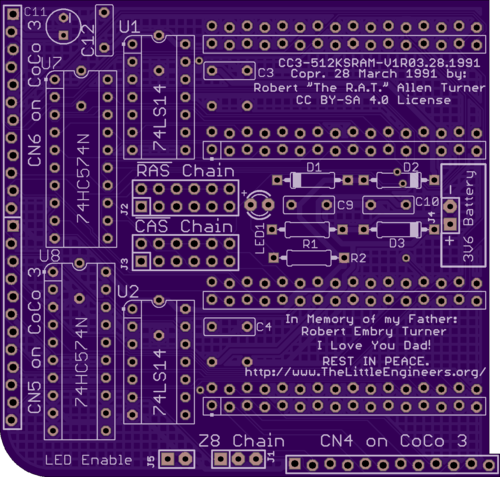 C11
C12
U1
CN6 on CoCo 3
U7
74HC574N
74LS14
C3
CC3-512KSRAM-V1R03.28.1991
Copr. 28 March 1991 by:
Robert "The R.A.T." Allen Turner
CC BY-SA 4.0 License
RAS Chain
J2
CAS Chain
J3
+
LED1
D1
D2
C9
C10
J4
-
+
3V6 Battery
R1
D3
R2
U8
CN5 on CoCo 3
74HC574N
U2
74LS14
C4
In Memory of my Father:
Robert Embry Turner
I Love You Dad!
REST IN PEACE.
http://www.TheLittleEngineers.org/
LED Enable
J5
Z8 Chain
J1
CN4 on CoCo 3